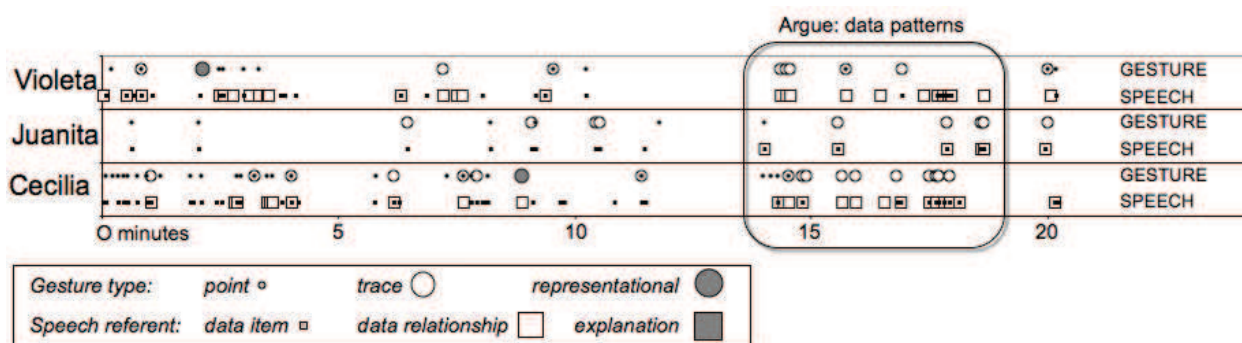 Argue: data patterns
Violeta
GESTURE
SPEECH
Juanita
GESTURE
SPEECH
Cecilia
GESTURE
SPEECH
O minutes 5 10 15 20
Gesture type: point trace representational
Speech referent: data item data relationship explanation